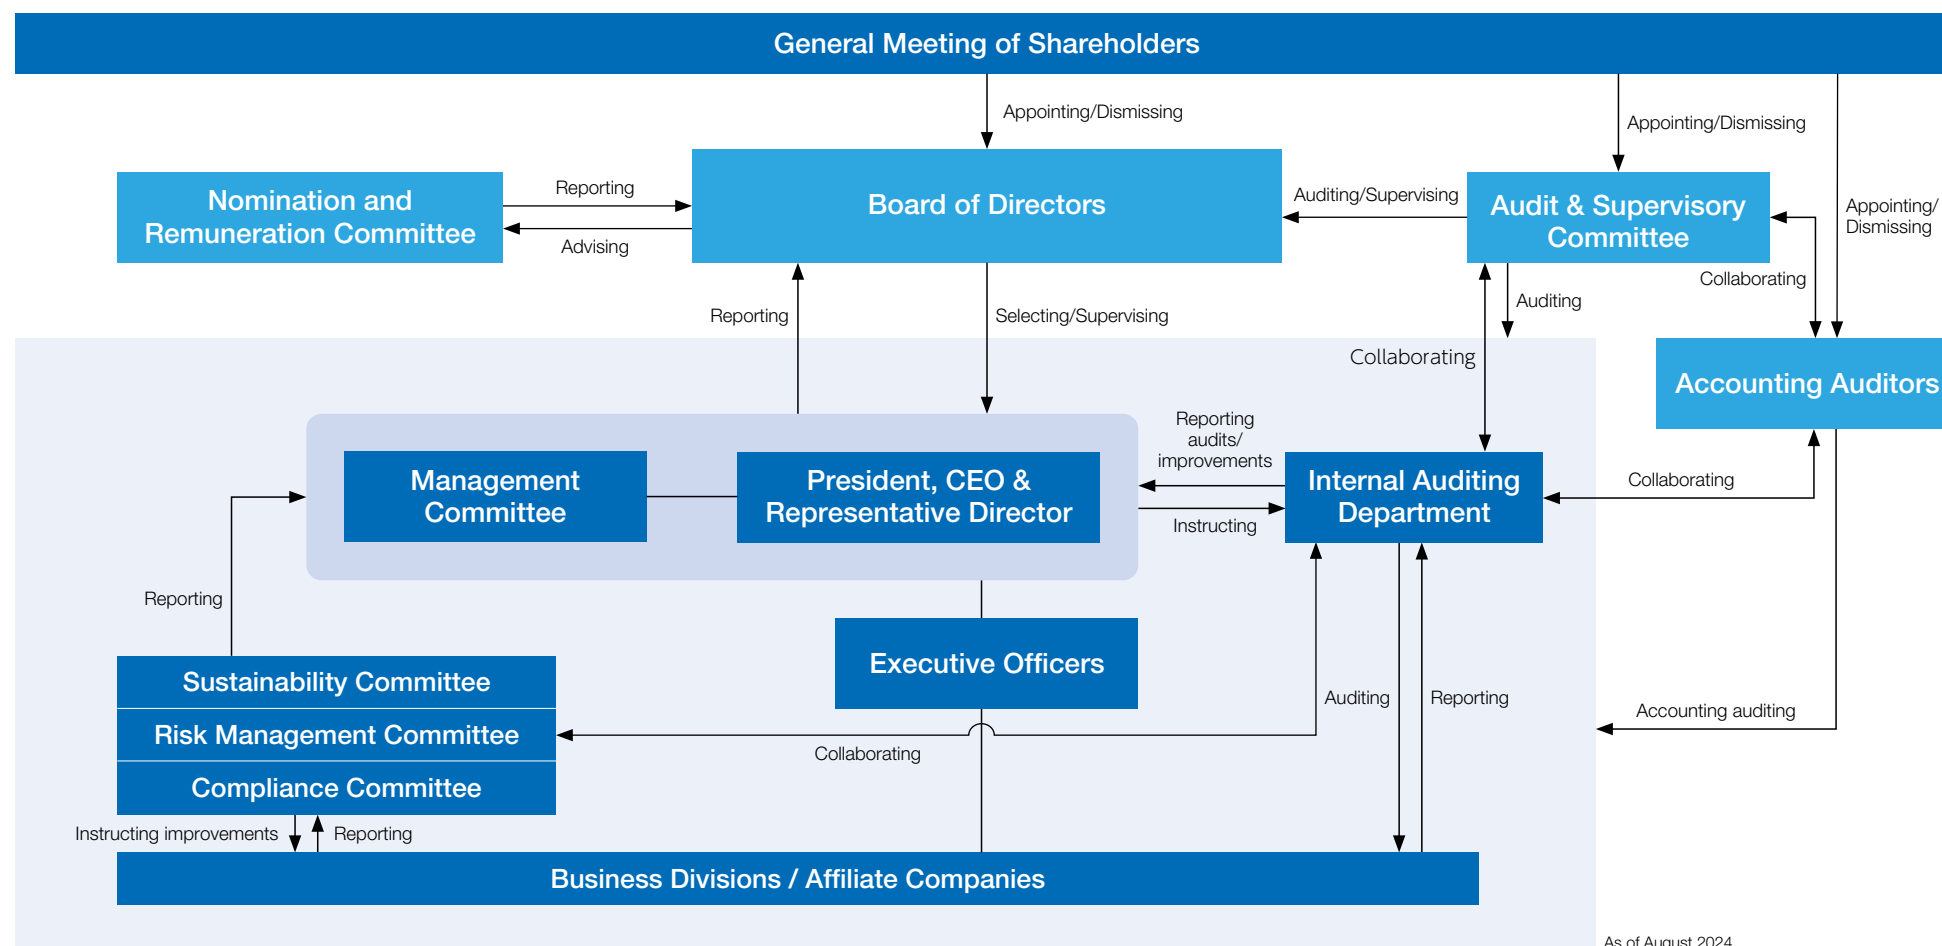 General Meeting of Shareholders
Appointing/Dismissing
Appointing/Dismissing
Nomination and
Remuneration Committee
Reporting
Advising
Board of Directors
Auditing/Supervising
Audit & Supervisory
Committee
Appointing/
Dismissing
Collaborating
Reporting
Selecting/Supervising
Auditing
Collaborating
Accounting Auditors
Management
Committee
President, CEO &
Representative Director
Reporting
audits/
improvements
Instructing
Internal Auditing
Department
Collaborating
Reporting
Executive Officers
Sustainability Committee
Risk Management Committee
Compliance Committee
Collaborating
Auditing
Reporting
Accounting auditing
Instructing improvements
Reporting
Business Divisions / Affiliate Companies
As of August 2024